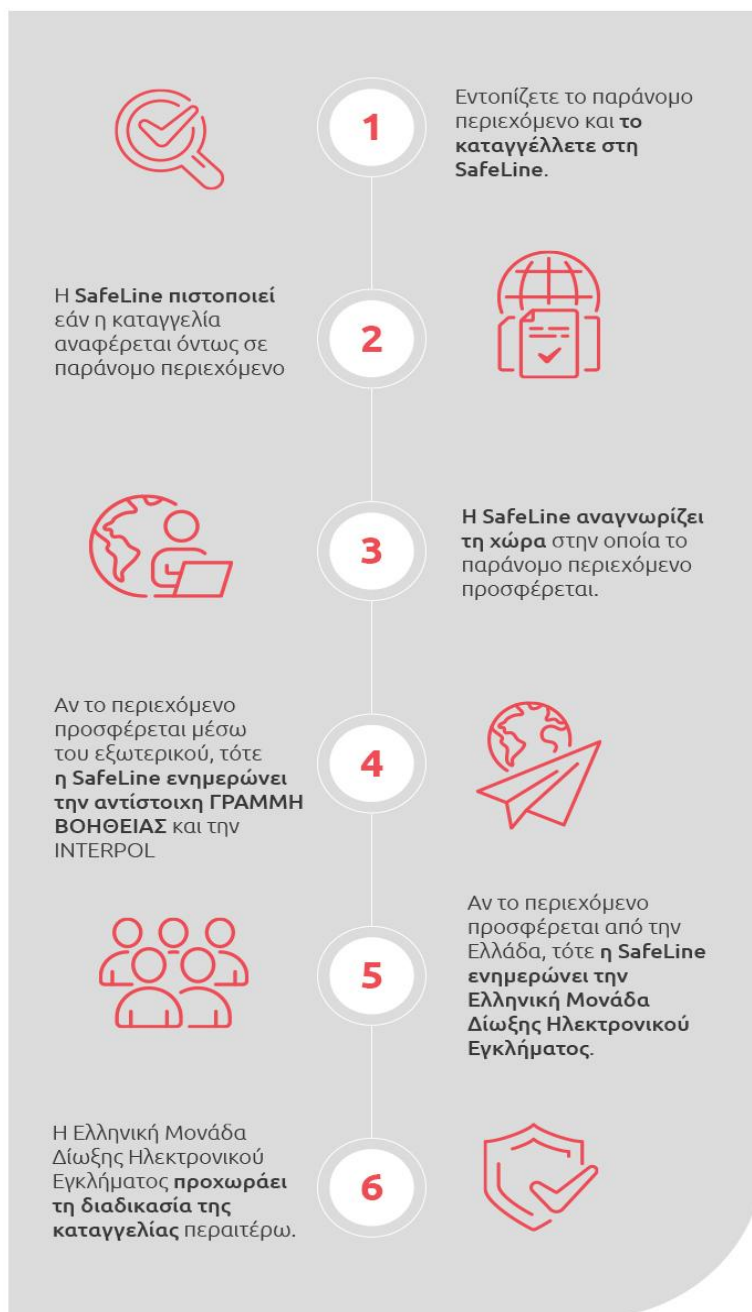 1
Εντοπίζετε το παράνομο
περιεχόμενο και το
καταγγέλλετε στη
SafeLine.
Η SafeLine πιστοποιεί
εάν η καταγγελία
αναφέρεται όντως σε
παράνομο περιεχόμενο
2
3
Η SafeLine αναγνωρίζει
τη χώρα στην οποία το
παράνομο περιεχόμενο
προσφέρεται.
Αν το περιεχόμενο
προσφέρεται μέσω
του εξωτερικού, τότε
η SafeLine ενημερώνει
την αντίστοιχη ΓΡΑΜΜΗ
ΒΟΗΘΕΙΑΣ και την
INTERPOL
4
5
Αν το περιεχόμενο
προσφέρεται από την
Ελλάδα, τότε η SafeLine
ενημερώνει την
Ελληνική Μονάδα
Δίωξης Ηλεκτρονικού
Εγκλήματος.
Η Ελληνική Μονάδα
Δίωξης Ηλεκτρονικού
Εγκλήματος προχωράει
τη διαδικασία της
καταγγελίας περαιτέρω.
6